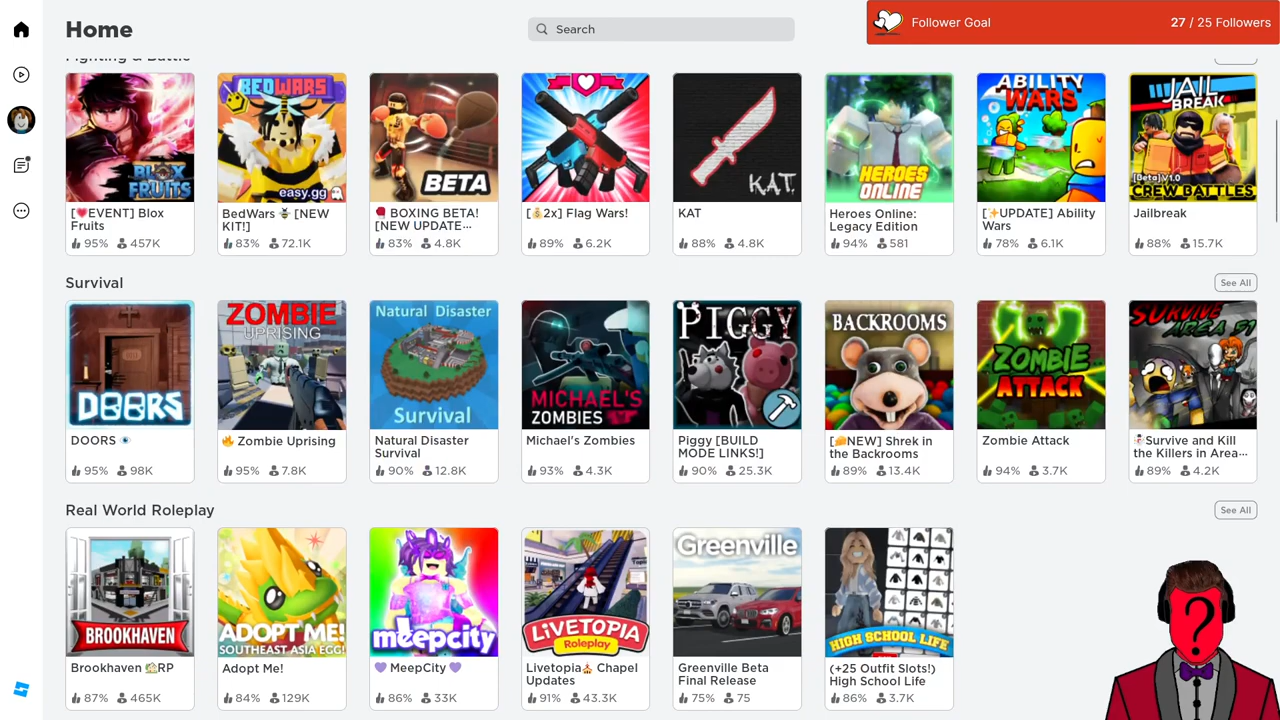 Home
Search
Follower Goal
27 / 25 Followers
Fighting & Battle
BLOX
FRUITS
[💗EVENT] Blox
Fruits
95% 457K
BEDWARS
easy.gg
BedWars 🐝 [NEW
KIT!]
83% 72.1K
BETA
🥊 BOXING BETA!
[NEW UPDATE...
83% 4.8K
[💰2x] Flag Wars!
89% 6.2K
KAT
KAT
88% 4.8K
HEROES
ONLINE
Heroes Online:
Legacy Edition
94% 581
ABILITY
WARS
[✨UPDATE] Ability
Wars
78% 6.1K
JAIL
BREAK
[Beta] V1.0
CREW BATTLES
Jailbreak
88% 15.7K
Survival
See All
DOORS
DOORS 👁️
95% 98K
ZOMBIE
UPRISING
🔥 Zombie Uprising
95% 7.8K
Natural Disaster
Survival
Natural Disaster
Survival
90% 12.8K
MICHAEL'S
ZOMBIES
Michael's Zombies
93% 4.3K
PIGGY
Piggy [BUILD
MODE LINKS!]
90% 25.3K
BACKROOMS
[🧀NEW] Shrek in
the Backrooms
89% 13.4K
ZOMBIE
ATTACK
Zombie Attack
94% 3.7K
SURVIVE
AREA 51
Survive and Kill
the Killers in Area...
89% 4.2K
Real World Roleplay
See All
BROOKHAVEN
Brookhaven 🏡RP
87% 465K
ADOPT ME!
SOUTHEAST ASIA EGG!
Adopt Me!
84% 129K
meepcity
💜 MeepCity 💜
86% 33K
LIVETOPIA
Roleplay
Livetopia🎪 Chapel
Updates
91% 43.3K
Greenville
Greenville Beta
Final Release
75% 75
HIGH SCHOOL LIFE
(+25 Outfit Slots!)
High School Life
86% 3.7K
?